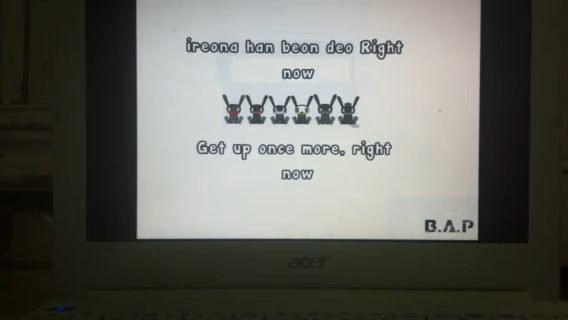 ireona han beon deo Right
now
Get up once more, right
now
B.A.P
acer